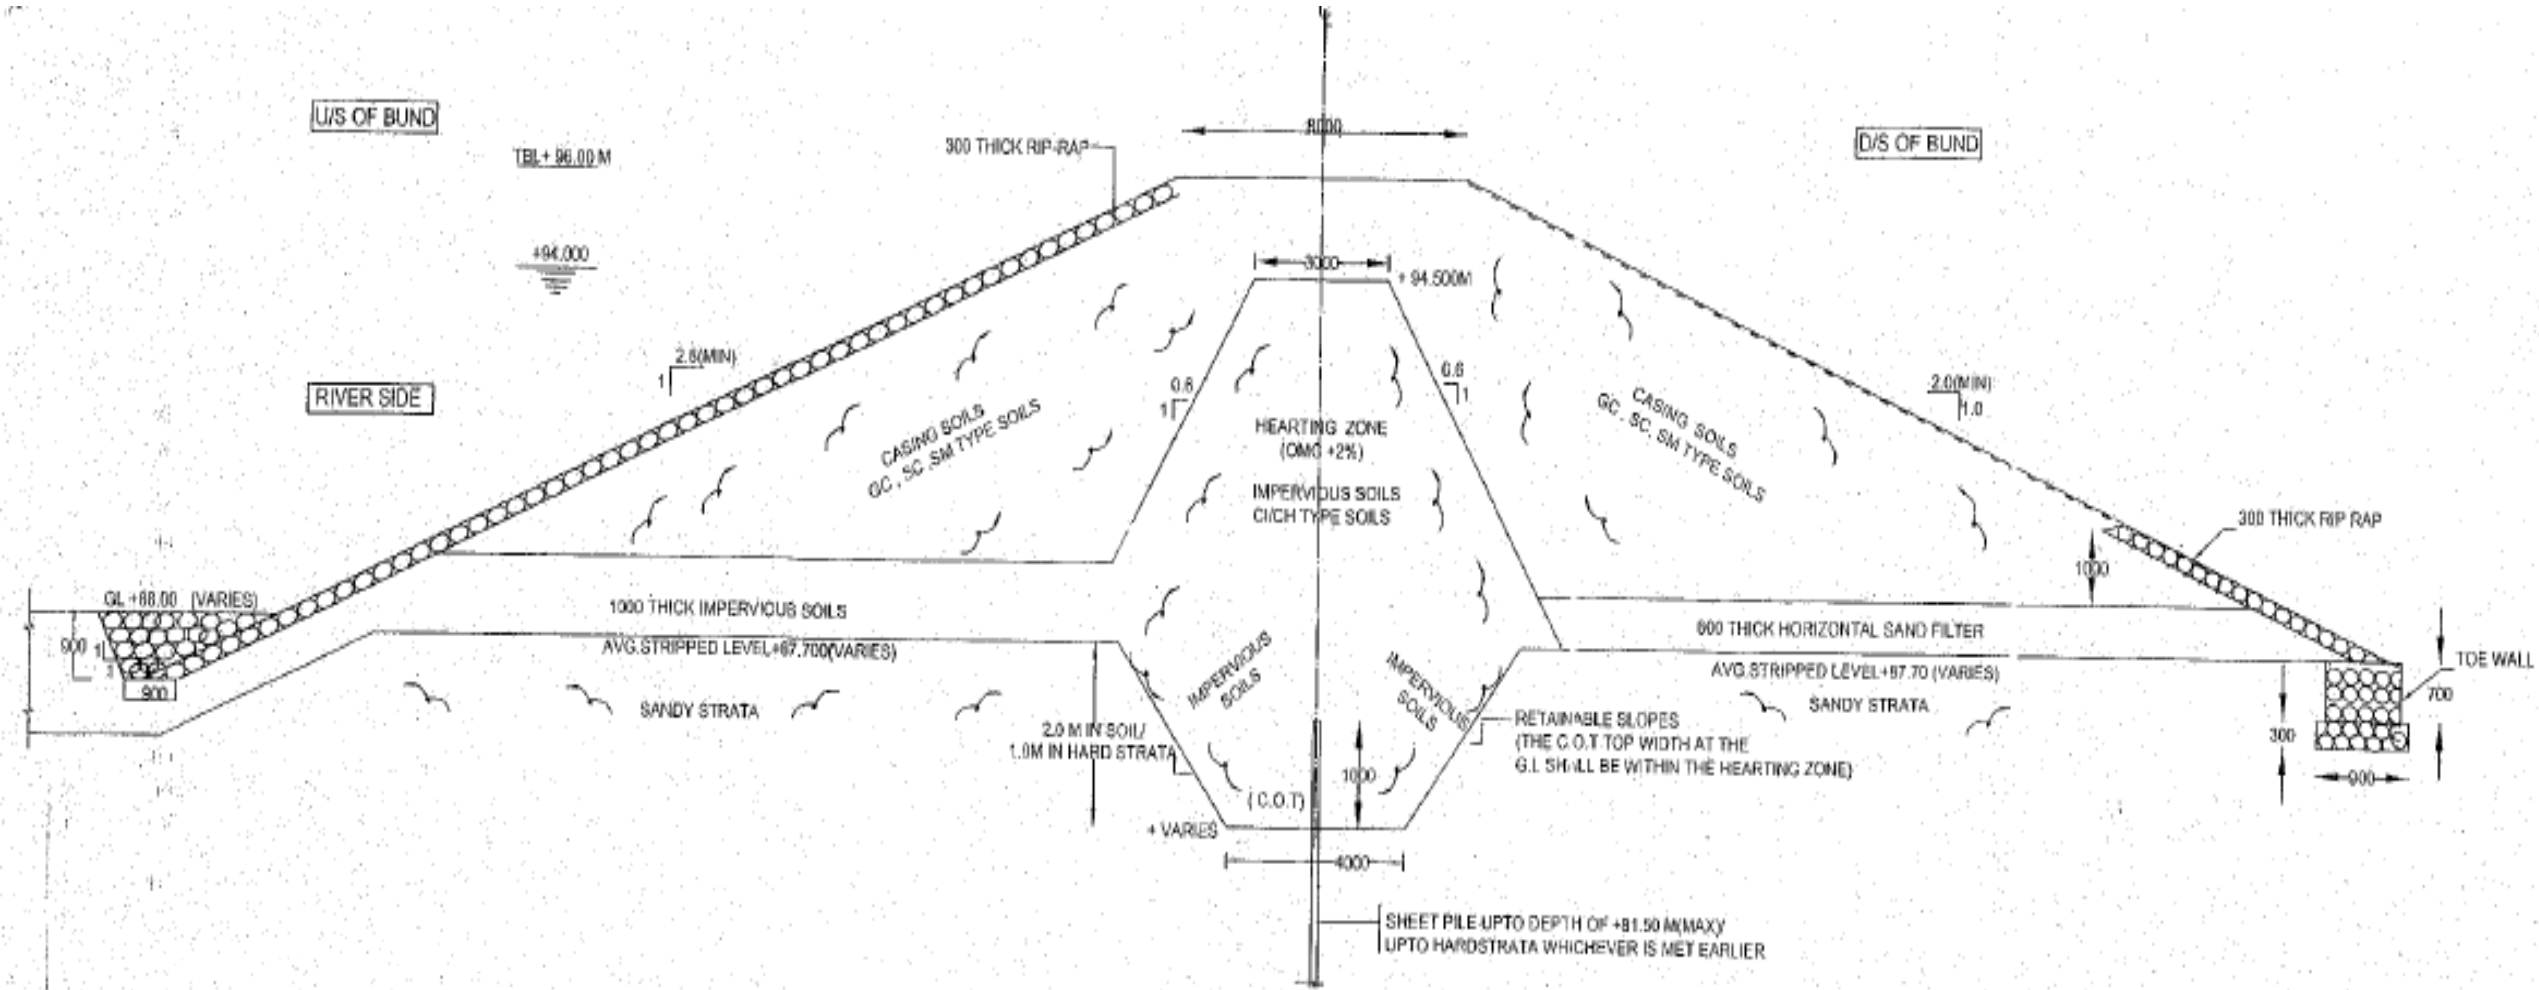 U/S OF BUND
TBL+ 96.00 M
300 THICK RIP-RAP
8000
D/S OF BUND
+94.000
3000
+ 94.500M
RIVER SIDE
1
0.6
1
0.6
1
2.0(MIN)
1.0
CASING SOILS
GC , SC ,SM TYPE SOILS
HEARTING ZONE
(OMC +2%)
IMPERVIOUS SOILS
CI/CH TYPE SOILS
CASING SOILS
GC , SC, SM TYPE SOILS
300 THICK RIP RAP
1000
GL +88.00 (VARIES)
900
1
900
1000 THICK IMPERVIOUS SOILS
AVG.STRIPPED LEVEL+87.700(VARIES)
SANDY STRATA
IMPERVIOUS
SOILS
IMPERVIOUS
SOILS
600 THICK HORIZONTAL SAND FILTER
AVG.STRIPPED LEVEL+87.70 (VARIES)
SANDY STRATA
TOE WALL
700
300
900
2.0 M IN SOIL/
1.0M IN HARD STRATA
RETAINABLE SLOPES
(THE C.O.T TOP WIDTH AT THE
G.L SHALL BE WITHIN THE HEARTING ZONE)
1000
( C.O.T)
+ VARIES
4000
SHEET PILE UPTO DEPTH OF +81.50 M(MAX)/
UPTO HARDSTRATA WHICHEVER IS MET EARLIER